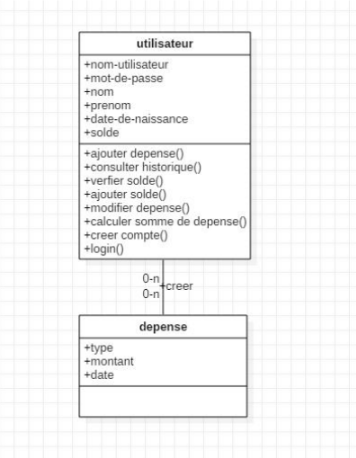 utilisateur
+nom-utilisateur
+mot-de-passe
+nom
+prenom
+date-de-naissance
+solde
+ajouter depense()
+consulter historique()
+verfier solde()
+ajouter solde()
+modifier depense()
+calculer somme de depense()
+creer compte()
+login()
0-n
+creer
0-n
depense
+type
+montant
+date